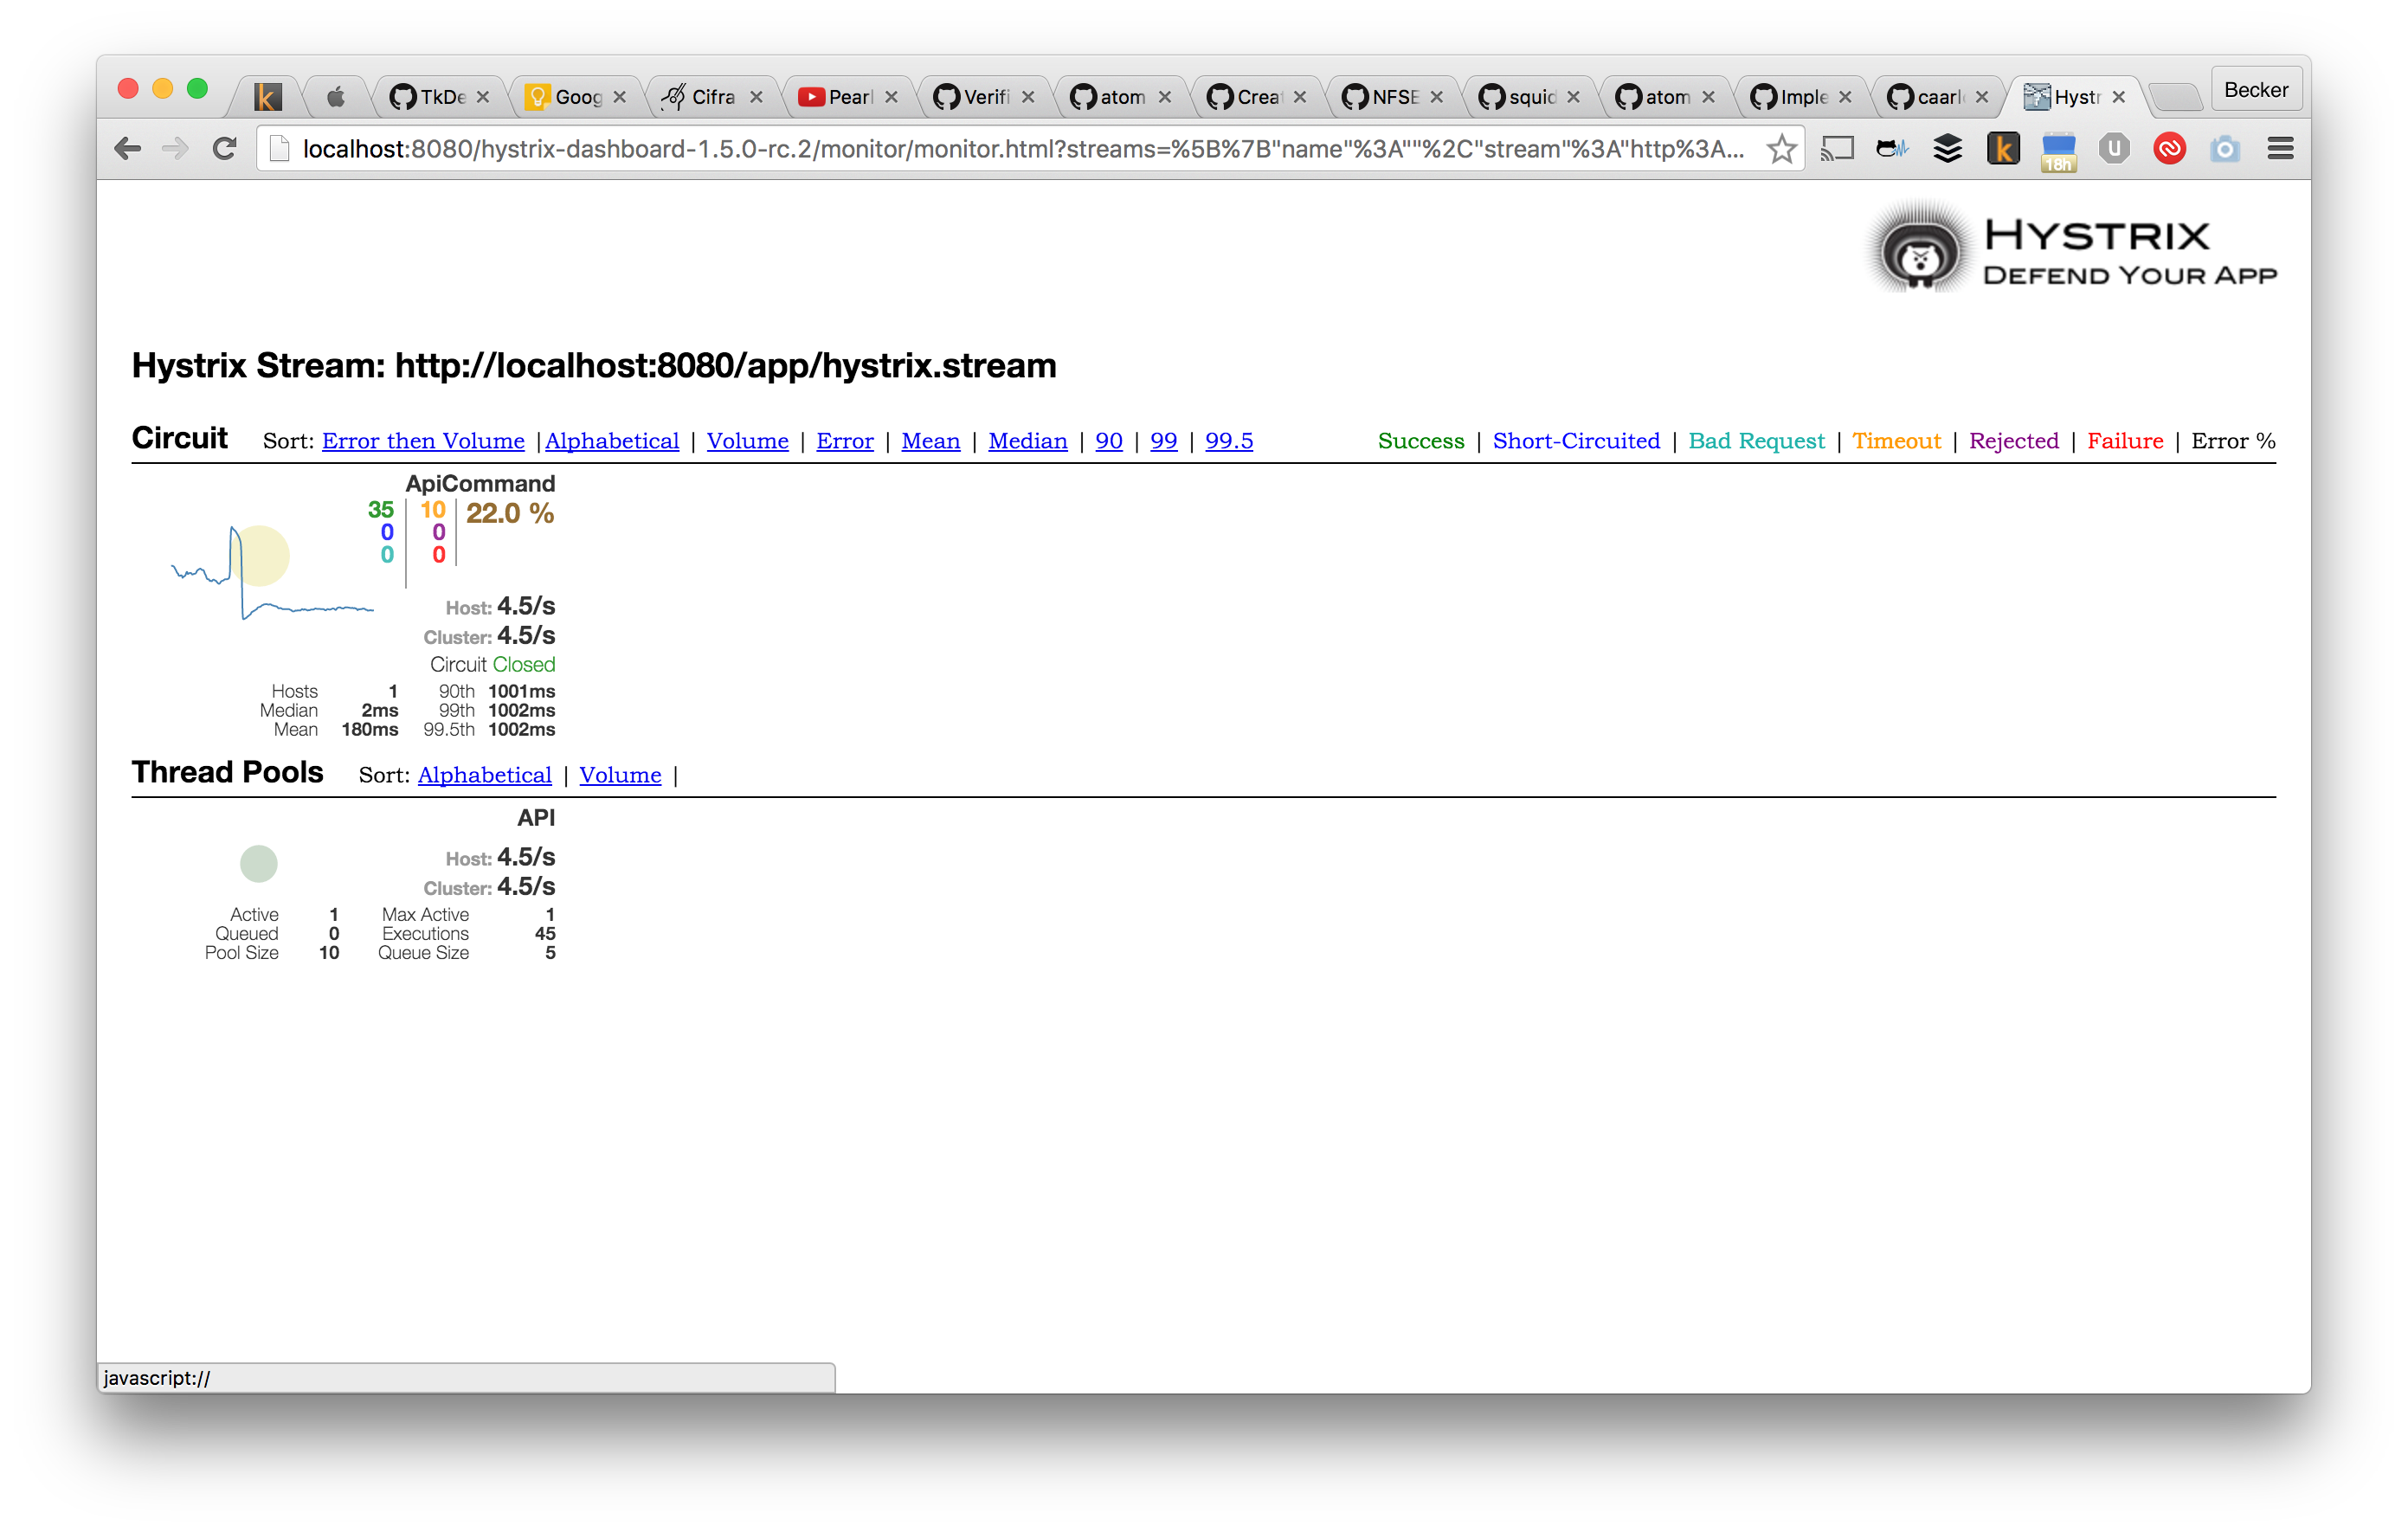 TkDe Goog Cifra Pearl Verifi atom Creat NFSE squid atom Imple caarl Hystr Becker
localhost:8080/hystrix-dashboard-1.5.0-rc.2/monitor/monitor.html?streams=%5B%7B"name"%3A""%2C"stream"%3A"http%3A...
18h
HYSTRIX
DEFEND YOUR APP
Hystrix Stream: http://localhost:8080/app/hystrix.stream
Circuit Sort: Error then Volume | Alphabetical | Volume | Error | Mean | Median | 90 | 99 | 99.5 Success | Short-Circuited | Bad Request | Timeout | Rejected | Failure | Error %
ApiCommand
35 10 22.0 %
0 0
0 0
Host: 4.5/s
Cluster: 4.5/s
Circuit Closed
Hosts 1 90th 1001ms
Median 2ms 99th 1002ms
Mean 180ms 99.5th 1002ms
Thread Pools Sort: Alphabetical | Volume |
API
Host: 4.5/s
Cluster: 4.5/s
Active 1 Max Active 1
Queued 0 Executions 45
Pool Size 10 Queue Size 5
javascript://